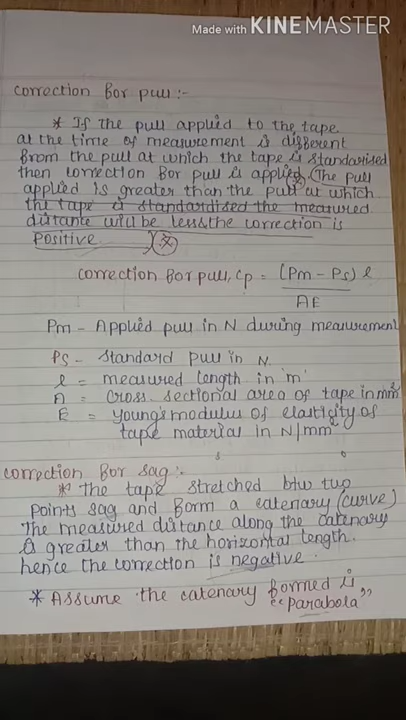 Made with KINEMASTER
Correction For pull :-
* If the pull applied to the tape
at the time of measurement is different
from the pull at which the tape is standarised
then correction for pull is applied. The pull
applied is greater than the pull at which
the tape is standardised the measured
distance will be less, the correction is
positive
Correction for pull, Cp = (Pm - Ps) l
AE
Pm - Applied pull in N during measurement
Ps - Standard pull in N.
l = measured length in 'm'
A = Cross. sectional area of tape in mm²
E = Young's modulus of elasticity of
tape material in N/mm²
Correction for sag :-
* The tape stretched btw two
points sag and form a catenary (curve)
The measured distance along the catenary
is greater than the horizontal length.
hence the correction is negative.
* Assume the catenary formed is
"parabola"